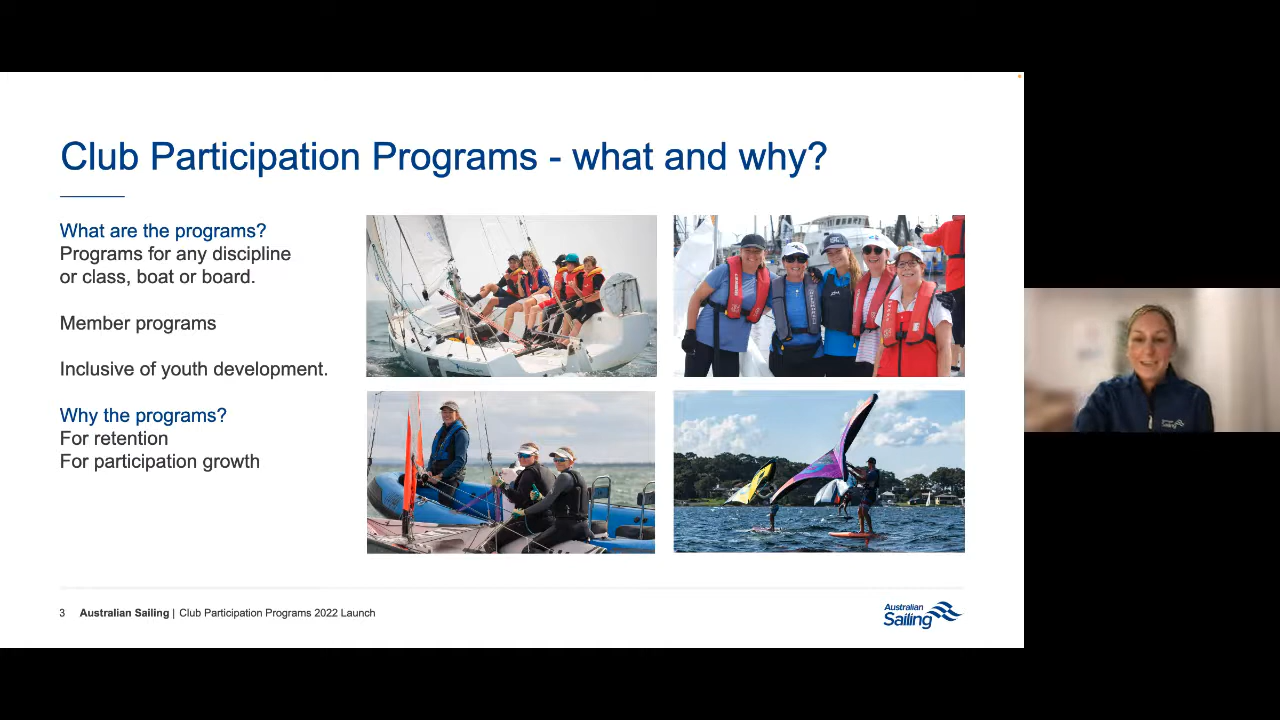 Club Participation Programs - what and why?
What are the programs?
Programs for any discipline
or class, boat or board.
Member programs
Inclusive of youth development.
Why the programs?
For retention
For participation growth
3 Australian Sailing | Club Participation Programs 2022 Launch
Australian
Sailing
Sailing